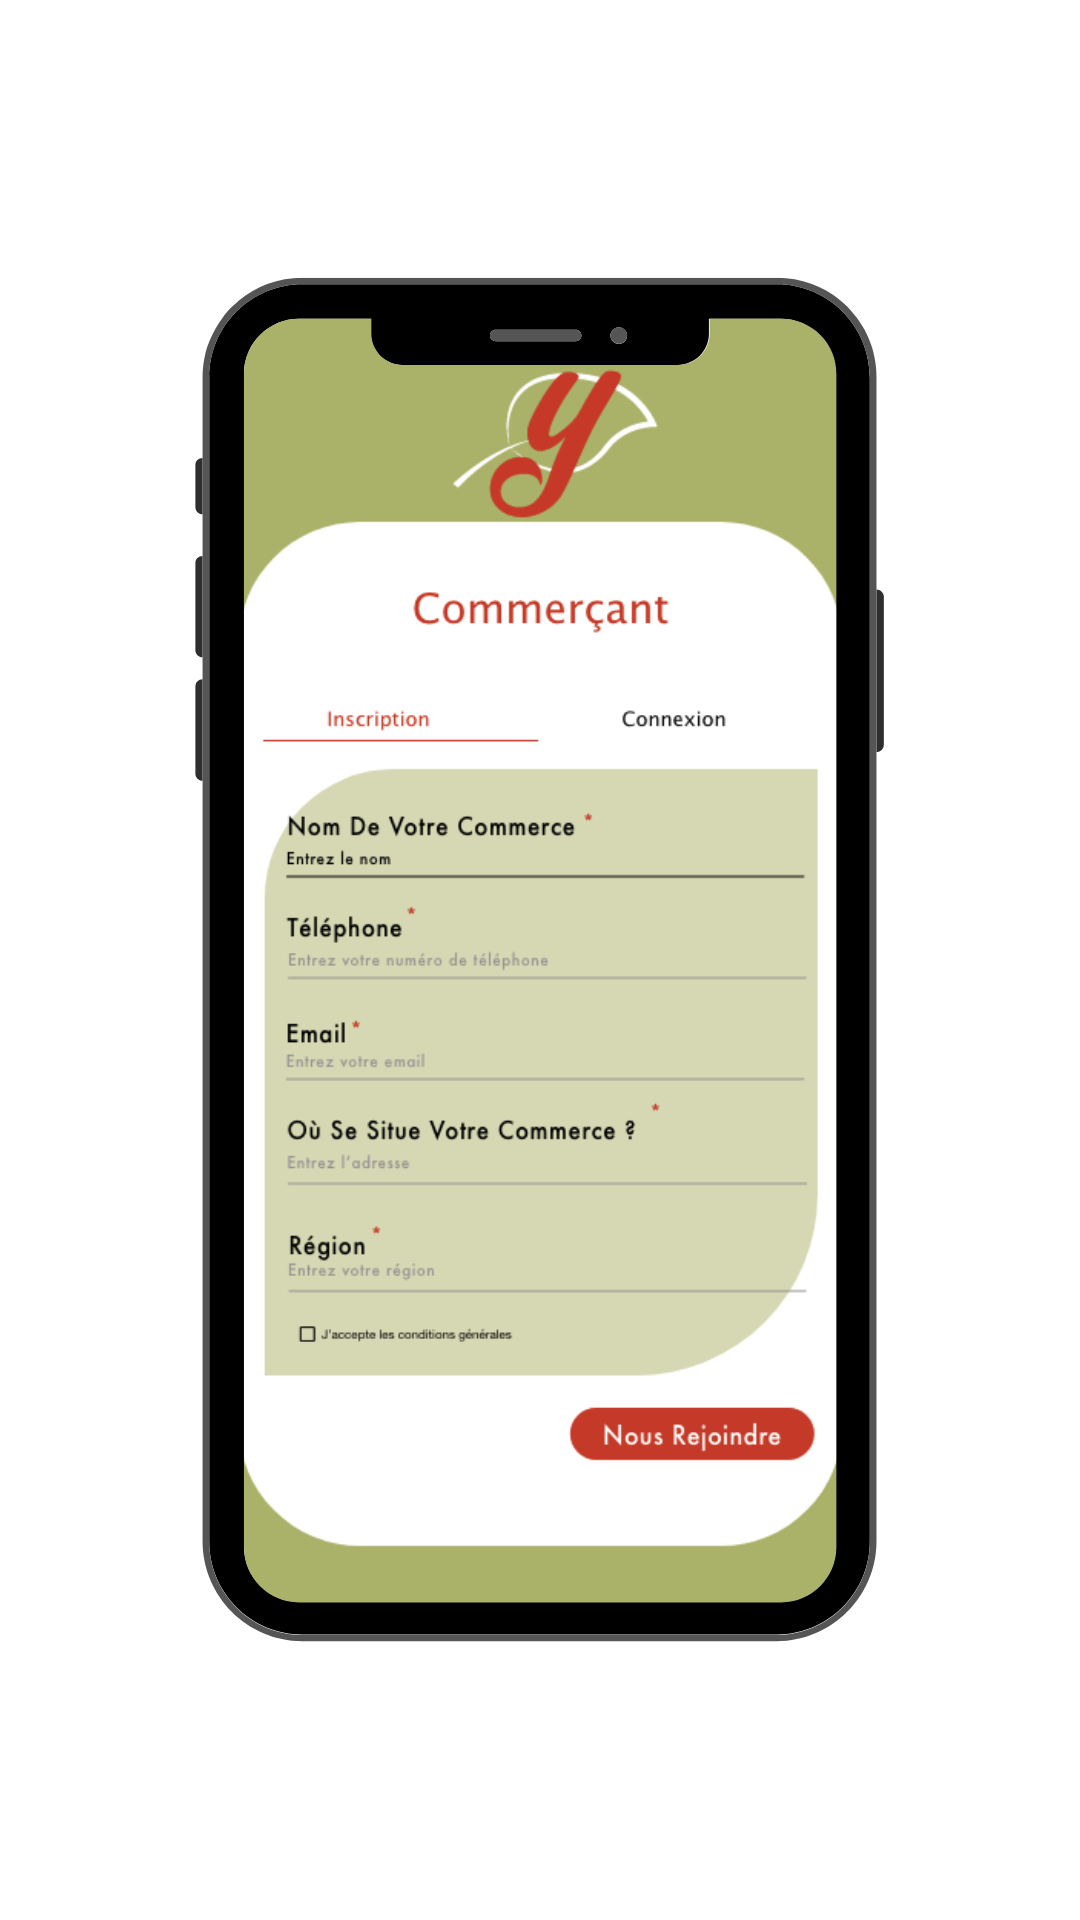 y
Commerçant
Inscription Connexion
Nom De Votre Commerce *
Entrez le nom
Téléphone *
Entrez votre numéro de téléphone
Email *
Entrez votre email
Où Se Situe Votre Commerce ? *
Entrez l'adresse
Région *
Entrez votre région
J'accepte les conditions générales
Nous Rejoindre